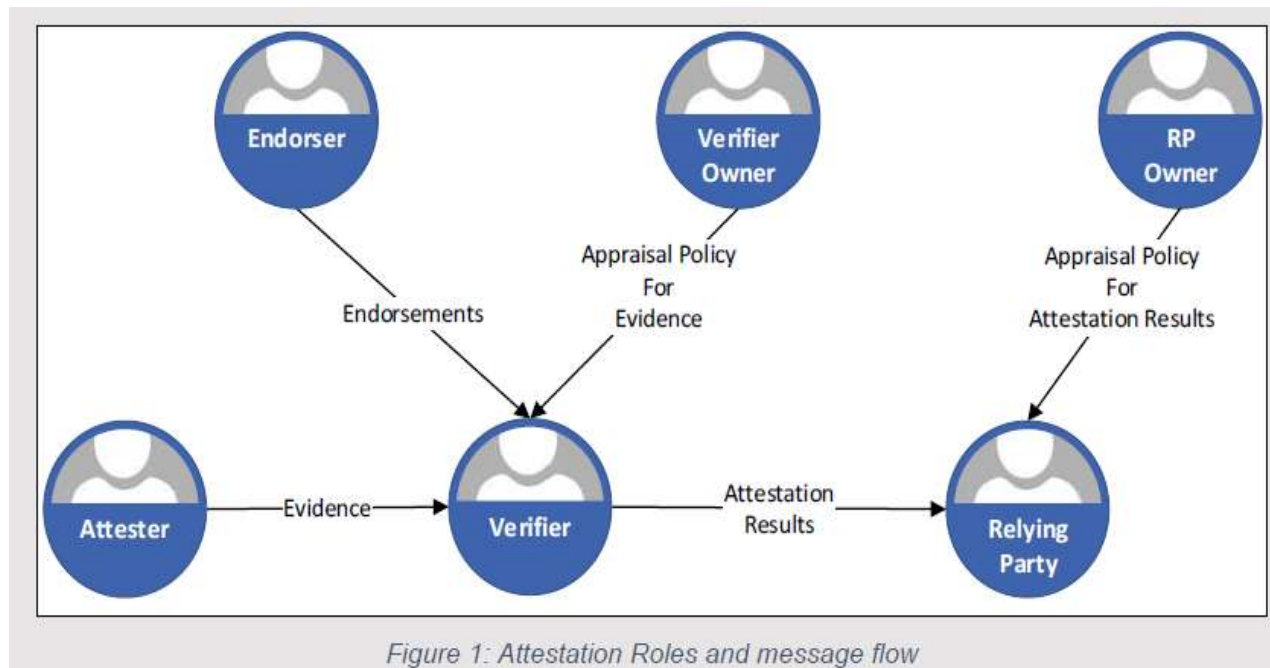 Endorser
Verifier
Owner
RP
Owner
Appraisal Policy
For
Evidence
Appraisal Policy
For
Attestation Results
Endorsements
Attester
Evidence
Verifier
Attestation
Results
Relying
Party
Figure 1: Attestation Roles and message flow